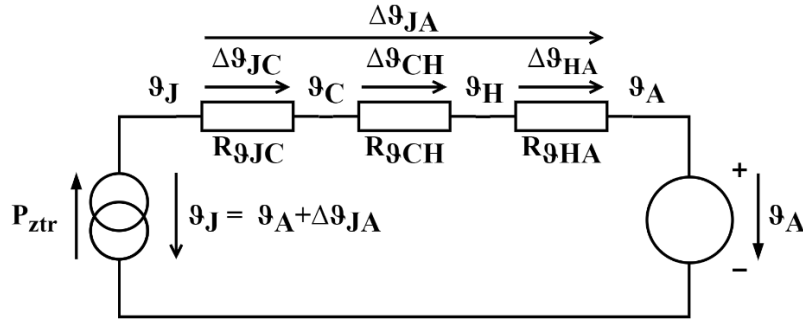 Δϑ_JA
Δϑ_JC Δϑ_CH Δϑ_HA
ϑ_J ϑ_C ϑ_H ϑ_A
R_ϑJC R_ϑCH R_ϑHA
P_ztr ϑ_J = ϑ_A+Δϑ_JA + ϑ_A −